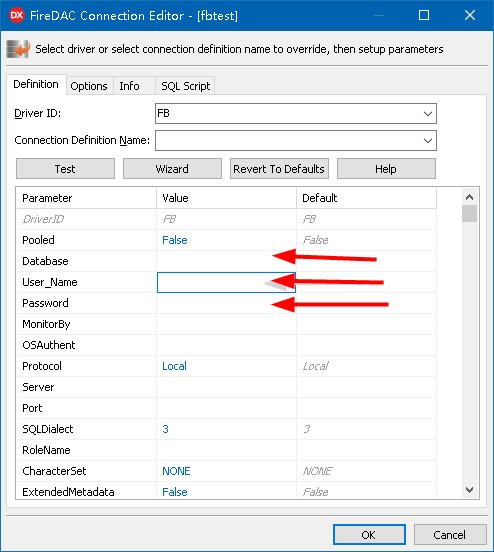 DX FireDAC Connection Editor - [fbtest]
Select driver or select connection definition name to override, then setup parameters
Definition Options Info SQL Script
Driver ID: FB
Connection Definition Name:
Test Wizard Revert To Defaults Help
Parameter Value Default
DriverID FB FB
Pooled False False
Database
User_Name
Password
MonitorBy
OSAuthent
Protocol Local Local
Server
Port
SQLDialect 3 3
RoleName
CharacterSet NONE NONE
ExtendedMetadata False False
OK Cancel